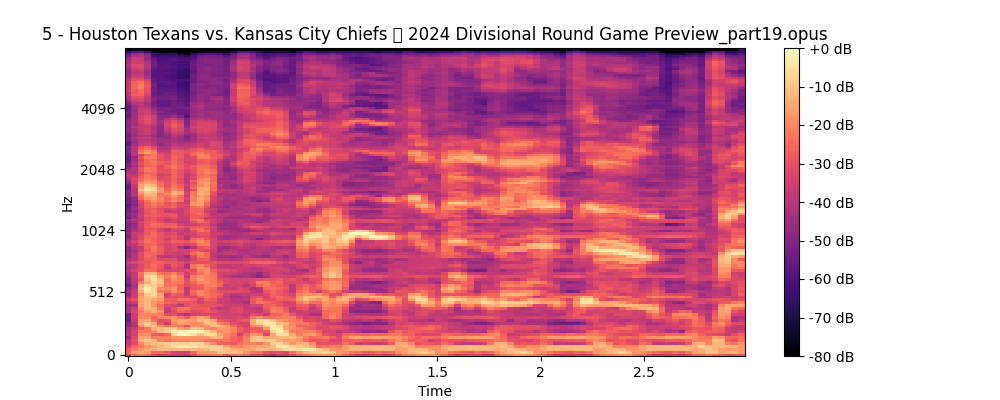 5 - Houston Texans vs. Kansas City Chiefs ▯ 2024 Divisional Round Game Preview_part19.opus
Hz
4096
2048
1024
512
0
0 0.5 1 1.5 2 2.5
Time
+0 dB
-10 dB
-20 dB
-30 dB
-40 dB
-50 dB
-60 dB
-70 dB
-80 dB